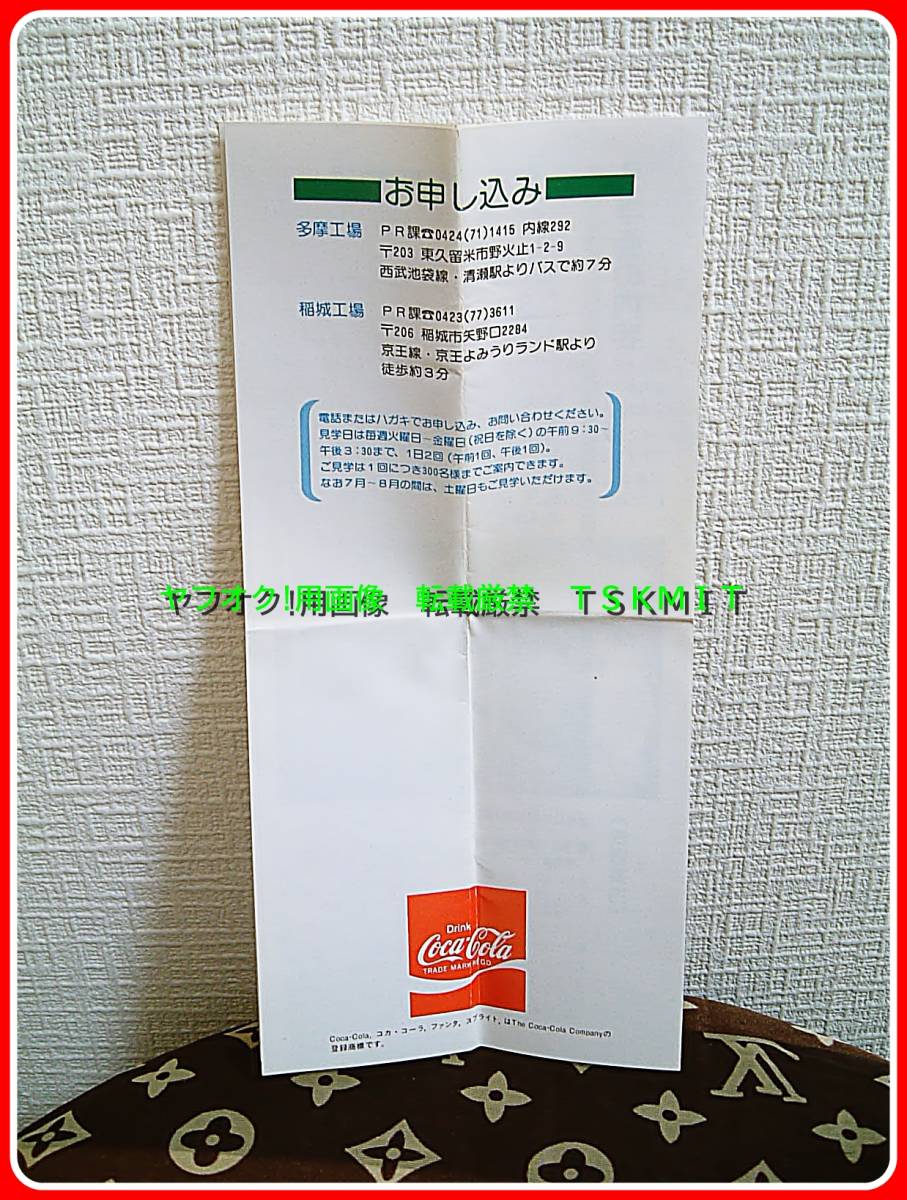 お申し込み
多摩工場 PR課☎0424(71)1415 内線292
〒203 東久留米市野火止1-2-9
西武池袋線・清瀬駅よりバスで約7分
稲城工場 PR課☎0423(77)3611
〒206 稲城市矢野口2284
京王線・京王よみうりランド駅より
徒歩約3分
電話またはハガキでお申し込み、お問い合わせください。
見学日は毎週火曜日~金曜日(祝日を除く)の午前9:30~
午後3:30まで、1日2回(午前1回、午後1回)。
ご見学は1回につき300名様までご案内できます。
なお7月~8月の間は、土曜日もご見学いただけます。
ヤフオク!用画像 転載厳禁 TSKMIT
Drink
Coca-Cola
TRADE MARK REGD
Coca-Cola, コカ・コーラ, ファンタ, スプライト, はThe Coca-Cola Companyの
登録商標です。